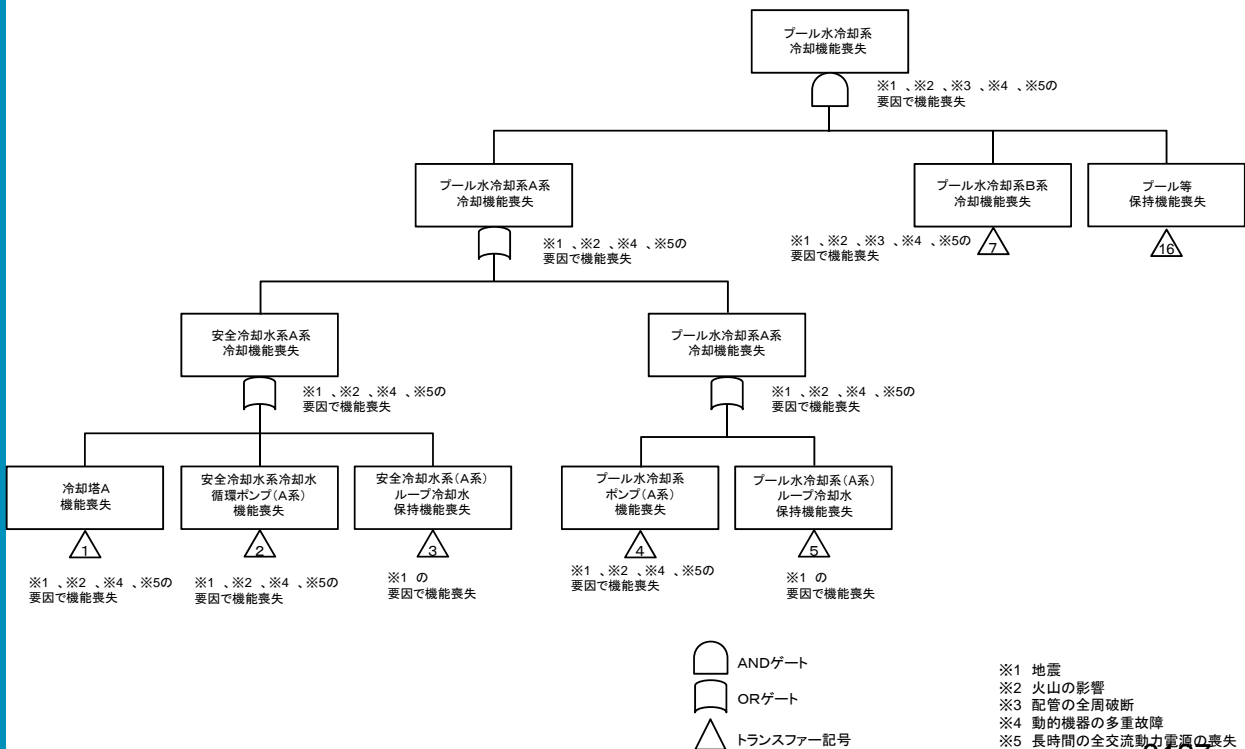 プール水冷却系
冷却機能喪失
※1 、※2 、※3 、※4 、※5の
要因で機能喪失
プール水冷却系A系
冷却機能喪失
※1 、※2 、※4 、※5の
要因で機能喪失
プール水冷却系B系
冷却機能喪失
※1 、※2 、※3 、※4 、※5の
要因で機能喪失
7
プール等
保持機能喪失
16
安全冷却水系A系
冷却機能喪失
※1 、※2 、※4 、※5の
要因で機能喪失
プール水冷却系A系
冷却機能喪失
※1 、※2 、※4 、※5の
要因で機能喪失
冷却塔A
機能喪失
1
※1 、※2 、※4 、※5の
要因で機能喪失
安全冷却水系冷却水
循環ポンプ(A系)
機能喪失
2
※1 、※2 、※4 、※5の
要因で機能喪失
安全冷却水系(A系)
ループ冷却水
保持機能喪失
3
※1 の
要因で機能喪失
プール水冷却系
ポンプ(A系)
機能喪失
4
※1 、※2 、※4 、※5の
要因で機能喪失
プール水冷却系(A系)
ループ冷却水
保持機能喪失
5
※1 の
要因で機能喪失
ANDゲート
ORゲート
トランスファー記号
※1 地震
※2 火山の影響
※3 配管の全周破断
※4 動的機器の多重故障
※5 長時間の全交流動力電源の喪失